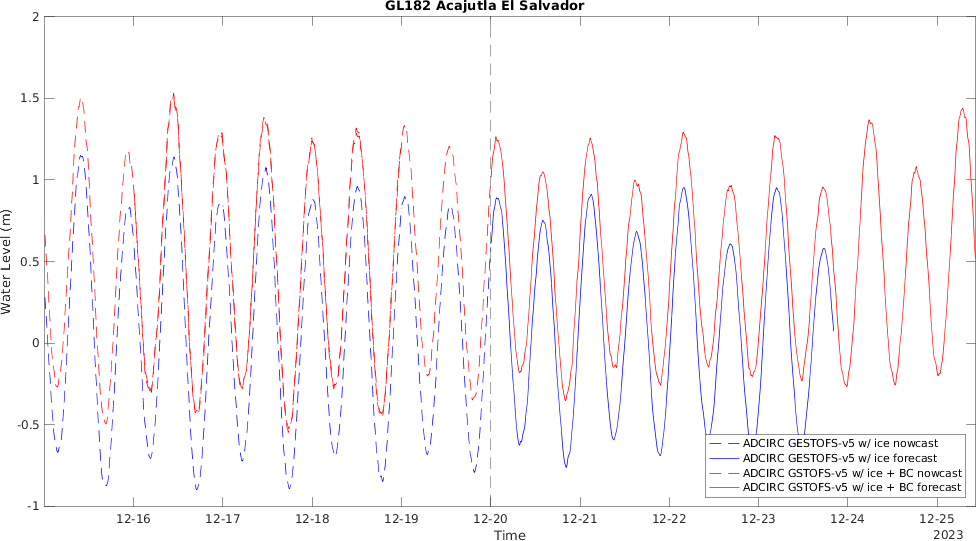 GL182 Acajutla El Salvador
2
1.5
1
0.5
0
-0.5
-1
Water Level (m)
12-16 12-17 12-18 12-19 12-20 12-21 12-22 12-23 12-24 12-25
Time
2023
ADCIRC GESTOFS-v5 w/ ice nowcast
ADCIRC GESTOFS-v5 w/ ice forecast
ADCIRC GSTOFS-v5 w/ ice + BC nowcast
ADCIRC GSTOFS-v5 w/ ice + BC forecast